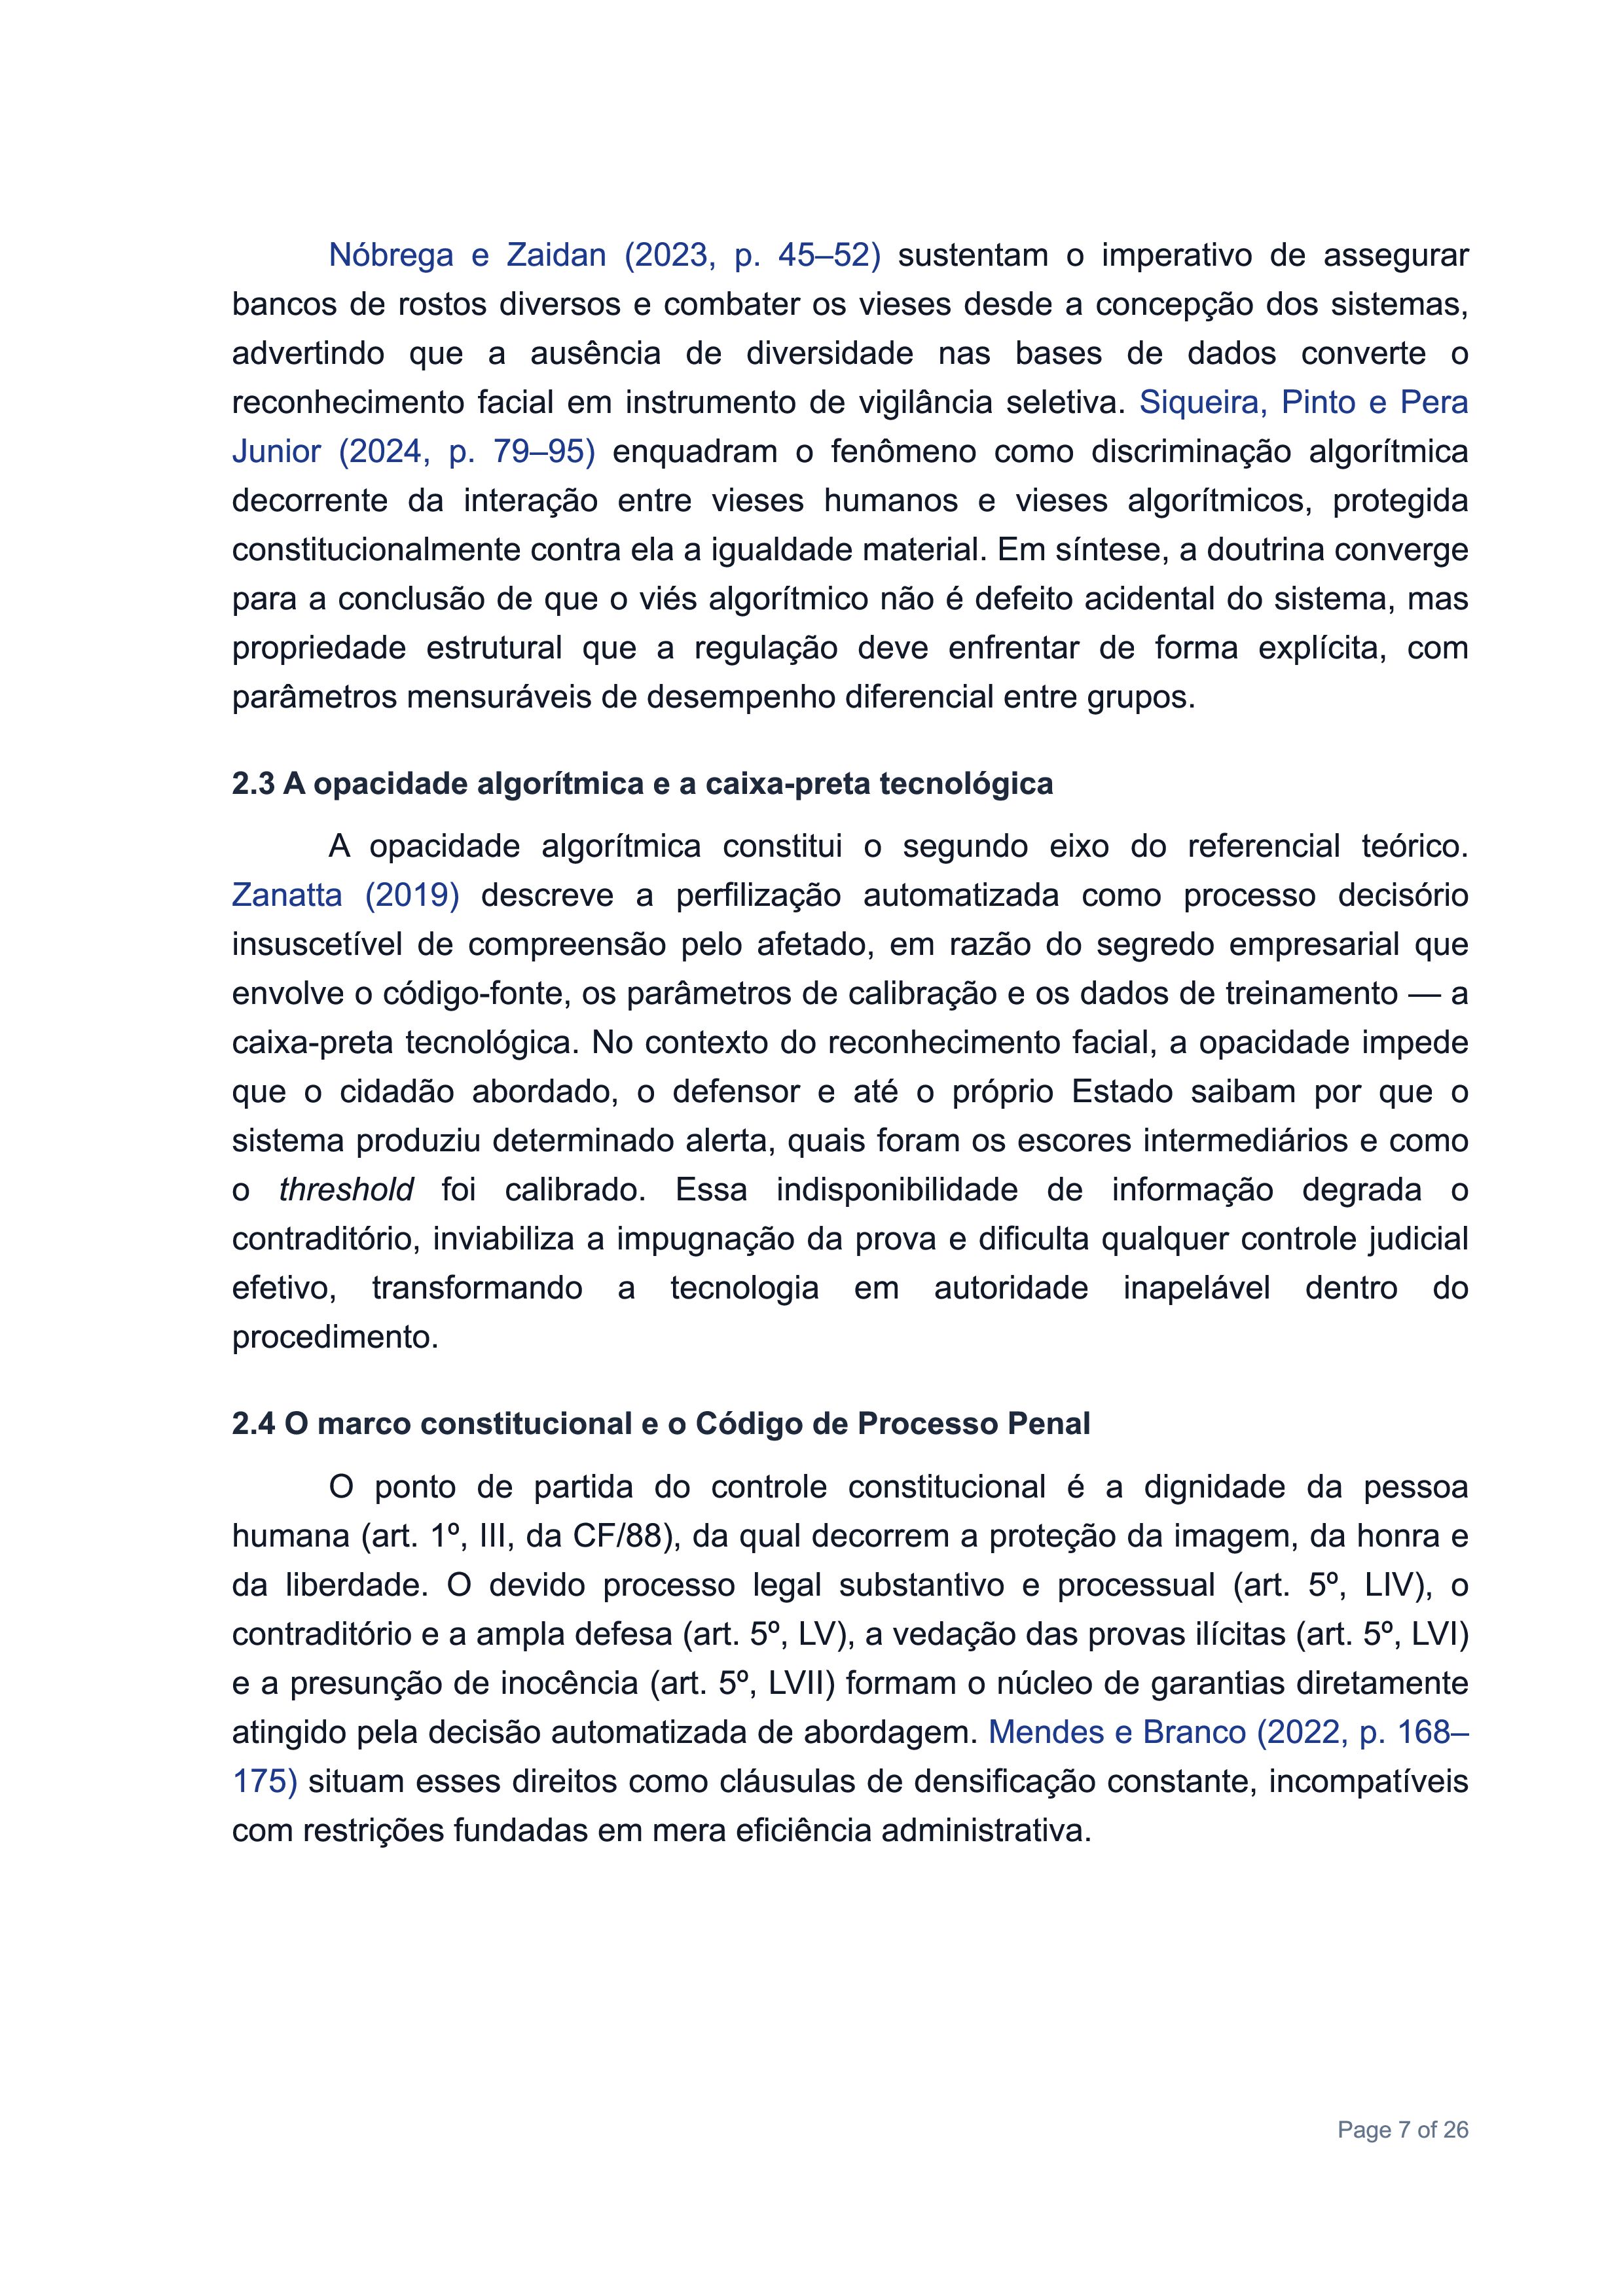 Nóbrega e Zaidan (2023, p. 45–52) sustentam o imperativo de assegurar
bancos de rostos diversos e combater os vieses desde a concepção dos sistemas,
advertindo que a ausência de diversidade nas bases de dados converte o
reconhecimento facial em instrumento de vigilância seletiva. Siqueira, Pinto e Pera
Junior (2024, p. 79–95) enquadram o fenômeno como discriminação algorítmica
decorrente da interação entre vieses humanos e vieses algorítmicos, protegida
constitucionalmente contra ela a igualdade material. Em síntese, a doutrina converge
para a conclusão de que o viés algorítmico não é defeito acidental do sistema, mas
propriedade estrutural que a regulação deve enfrentar de forma explícita, com
parâmetros mensuráveis de desempenho diferencial entre grupos.
2.3 A opacidade algorítmica e a caixa-preta tecnológica
A opacidade algorítmica constitui o segundo eixo do referencial teórico.
Zanatta (2019) descreve a perfilização automatizada como processo decisório
insuscetível de compreensão pelo afetado, em razão do segredo empresarial que
envolve o código-fonte, os parâmetros de calibração e os dados de treinamento — a
caixa-preta tecnológica. No contexto do reconhecimento facial, a opacidade impede
que o cidadão abordado, o defensor e até o próprio Estado saibam por que o
sistema produziu determinado alerta, quais foram os escores intermediários e como
o threshold foi calibrado. Essa indisponibilidade de informação degrada o
contraditório, inviabiliza a impugnação da prova e dificulta qualquer controle judicial
efetivo, transformando a tecnologia em autoridade inapelável dentro do
procedimento.
2.4 O marco constitucional e o Código de Processo Penal
O ponto de partida do controle constitucional é a dignidade da pessoa
humana (art. 1º, III, da CF/88), da qual decorrem a proteção da imagem, da honra e
da liberdade. O devido processo legal substantivo e processual (art. 5º, LIV), o
contraditório e a ampla defesa (art. 5º, LV), a vedação das provas ilícitas (art. 5º, LVI)
e a presunção de inocência (art. 5º, LVII) formam o núcleo de garantias diretamente
atingido pela decisão automatizada de abordagem. Mendes e Branco (2022, p. 168–
175) situam esses direitos como cláusulas de densificação constante, incompatíveis
com restrições fundadas em mera eficiência administrativa.
Page 7 of 26